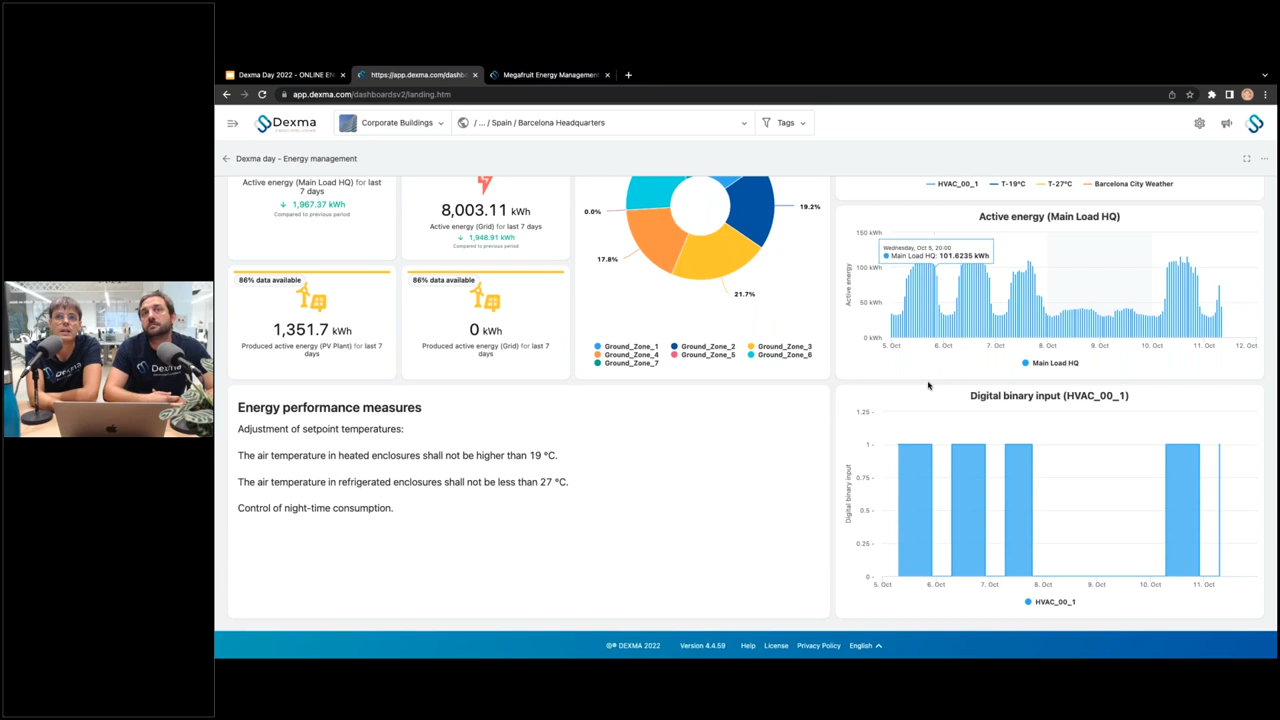 Dexma Day 2022 - ONLINE EN
https://app.dexma.com/dashb
Megafruit Energy Management
app.dexma.com/dashboardsv2/landing.htm
Dexma
Corporate Buildings
/ ... / Spain / Barcelona Headquarters
Tags
Dexma day - Energy management
Active energy (Main Load HQ) for last
7 days
1,967.37 kWh
Compared to previous period
8,003.11 kWh
Active energy (Grid) for last 7
days
1,948.91 kWh
Compared to previous period
86% data available
1,351.7 kWh
Produced active energy (PV Plant) for last 7
days
86% data available
0 kWh
Produced active energy (Grid) for last 7
days
0.0%
19.2%
17.8%
21.7%
Ground_Zone_1 Ground_Zone_2 Ground_Zone_3
Ground_Zone_4 Ground_Zone_5 Ground_Zone_6
Ground_Zone_7
HVAC_00_1 T-19ºC T-27ºC Barcelona City Weather
Active energy (Main Load HQ)
150 kWh
Wednesday, Oct 5, 20:00
Main Load HQ: 101.6235 kWh
100 kWh
50 kWh
0 kWh
Active energy
5. Oct 6. Oct 7. Oct 8. Oct 9. Oct 10. Oct 11. Oct 12. Oct
Main Load HQ
Energy performance measures
Adjustment of setpoint temperatures:
The air temperature in heated enclosures shall not be higher than 19 ºC.
The air temperature in refrigerated enclosures shall not be less than 27 ºC.
Control of night-time consumption.
Digital binary input (HVAC_00_1)
1.25
1
0.75
0.5
0.25
0
Digital binary input
5. Oct 6. Oct 7. Oct 8. Oct 9. Oct 10. Oct 11. Oct
HVAC_00_1
©® DEXMA 2022 Version 4.4.59 Help License Privacy Policy English
Dexma
Dexma